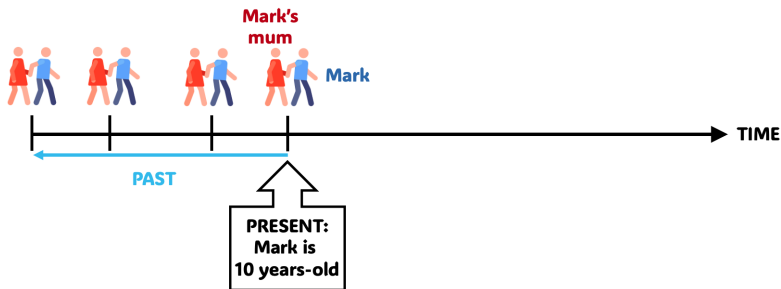 Mark's
mum
Mark
TIME
PAST
PRESENT:
Mark is
10 years-old